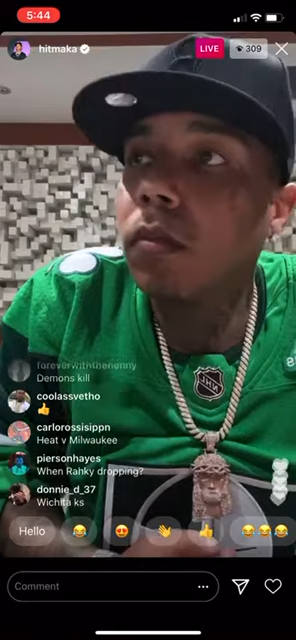 5:44
hitmaka
LIVE
309
NHL
foreverwiththehenny
Demons kill
coolassvetho
👍
carlorossisippn
Heat v Milwaukee
piersonhayes
When Rahky dropping?
donnie_d_37
Wichita ks
Hello 😂 😍 👋 👍 😂😂😂
Comment